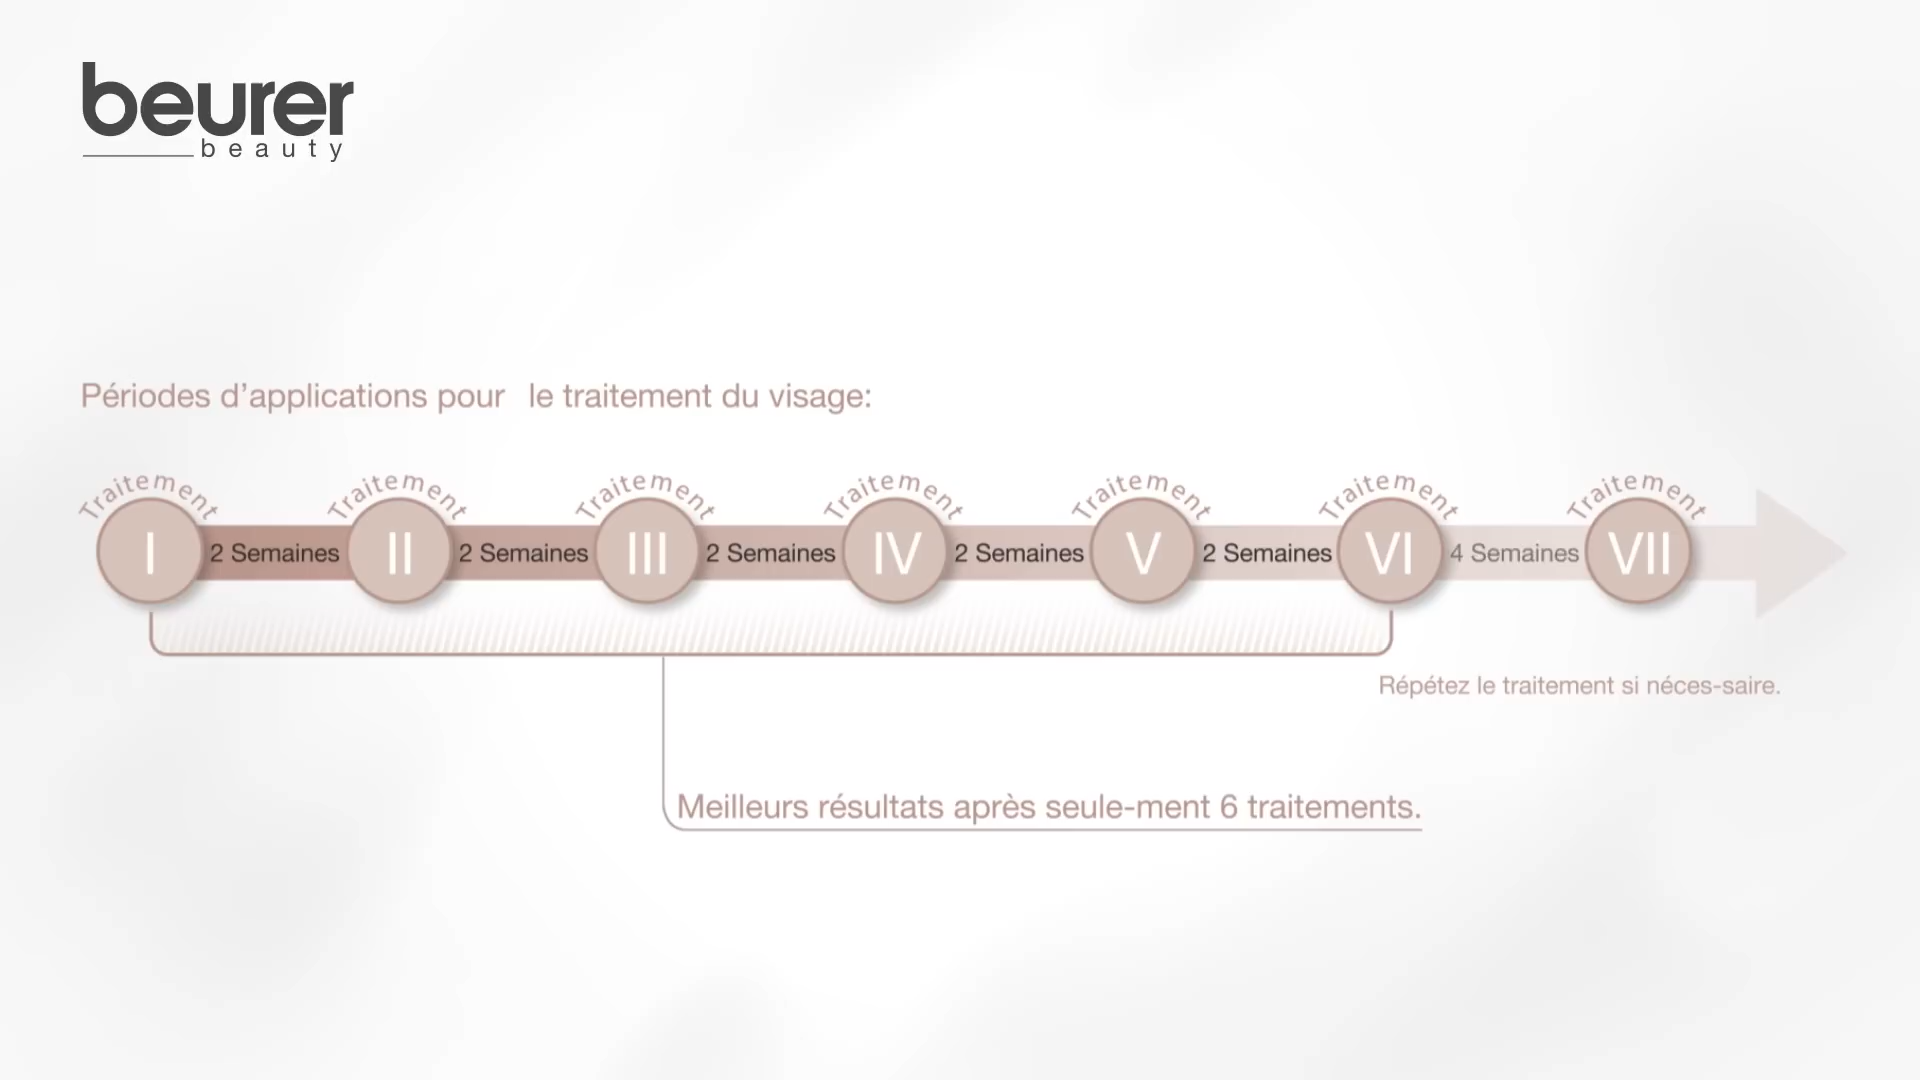 beurer
beauty
Périodes d’applications pour le traitement du visage:
Traitement Traitement Traitement Traitement Traitement Traitement Traitement
I 2 Semaines II 2 Semaines III 2 Semaines IV 2 Semaines V 2 Semaines VI 4 Semaines VII
Répétez le traitement si néces-saire.
Meilleurs résultats après seule-ment 6 traitements.